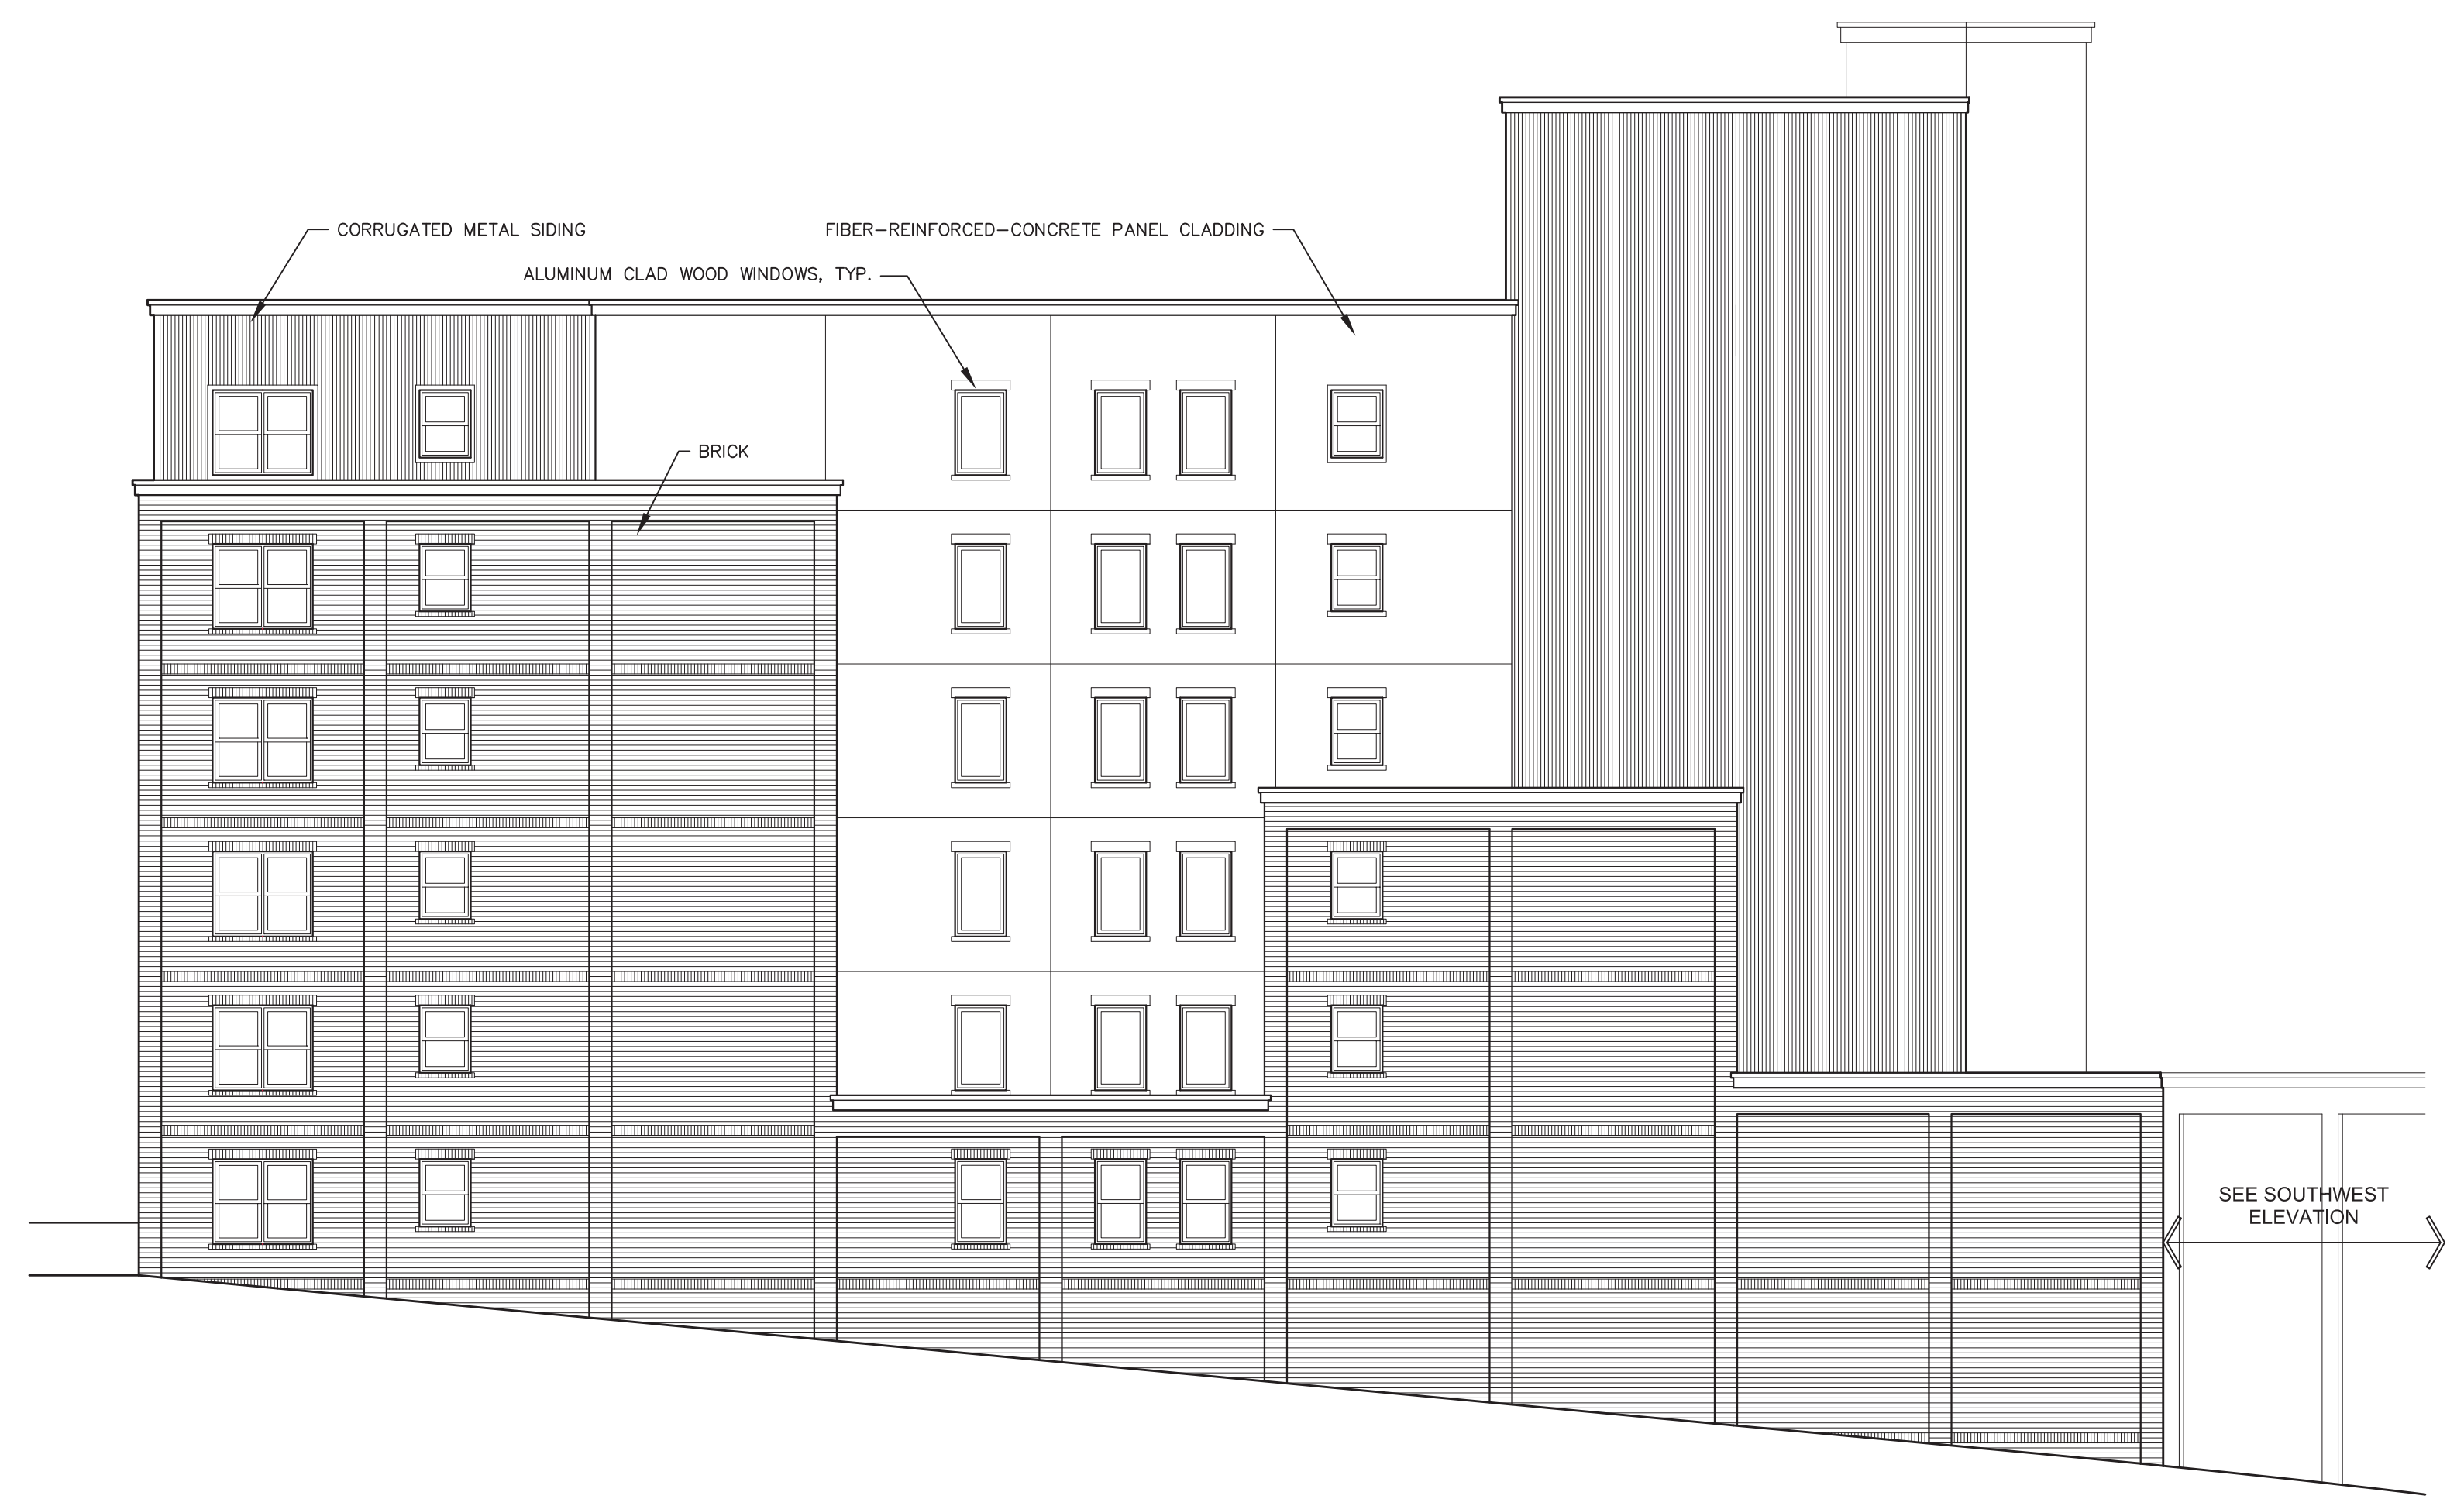 CORRUGATED METAL SIDING
FIBER-REINFORCED-CONCRETE PANEL CLADDING
ALUMINUM CLAD WOOD WINDOWS, TYP.
BRICK
SEE SOUTHWEST
ELEVATION